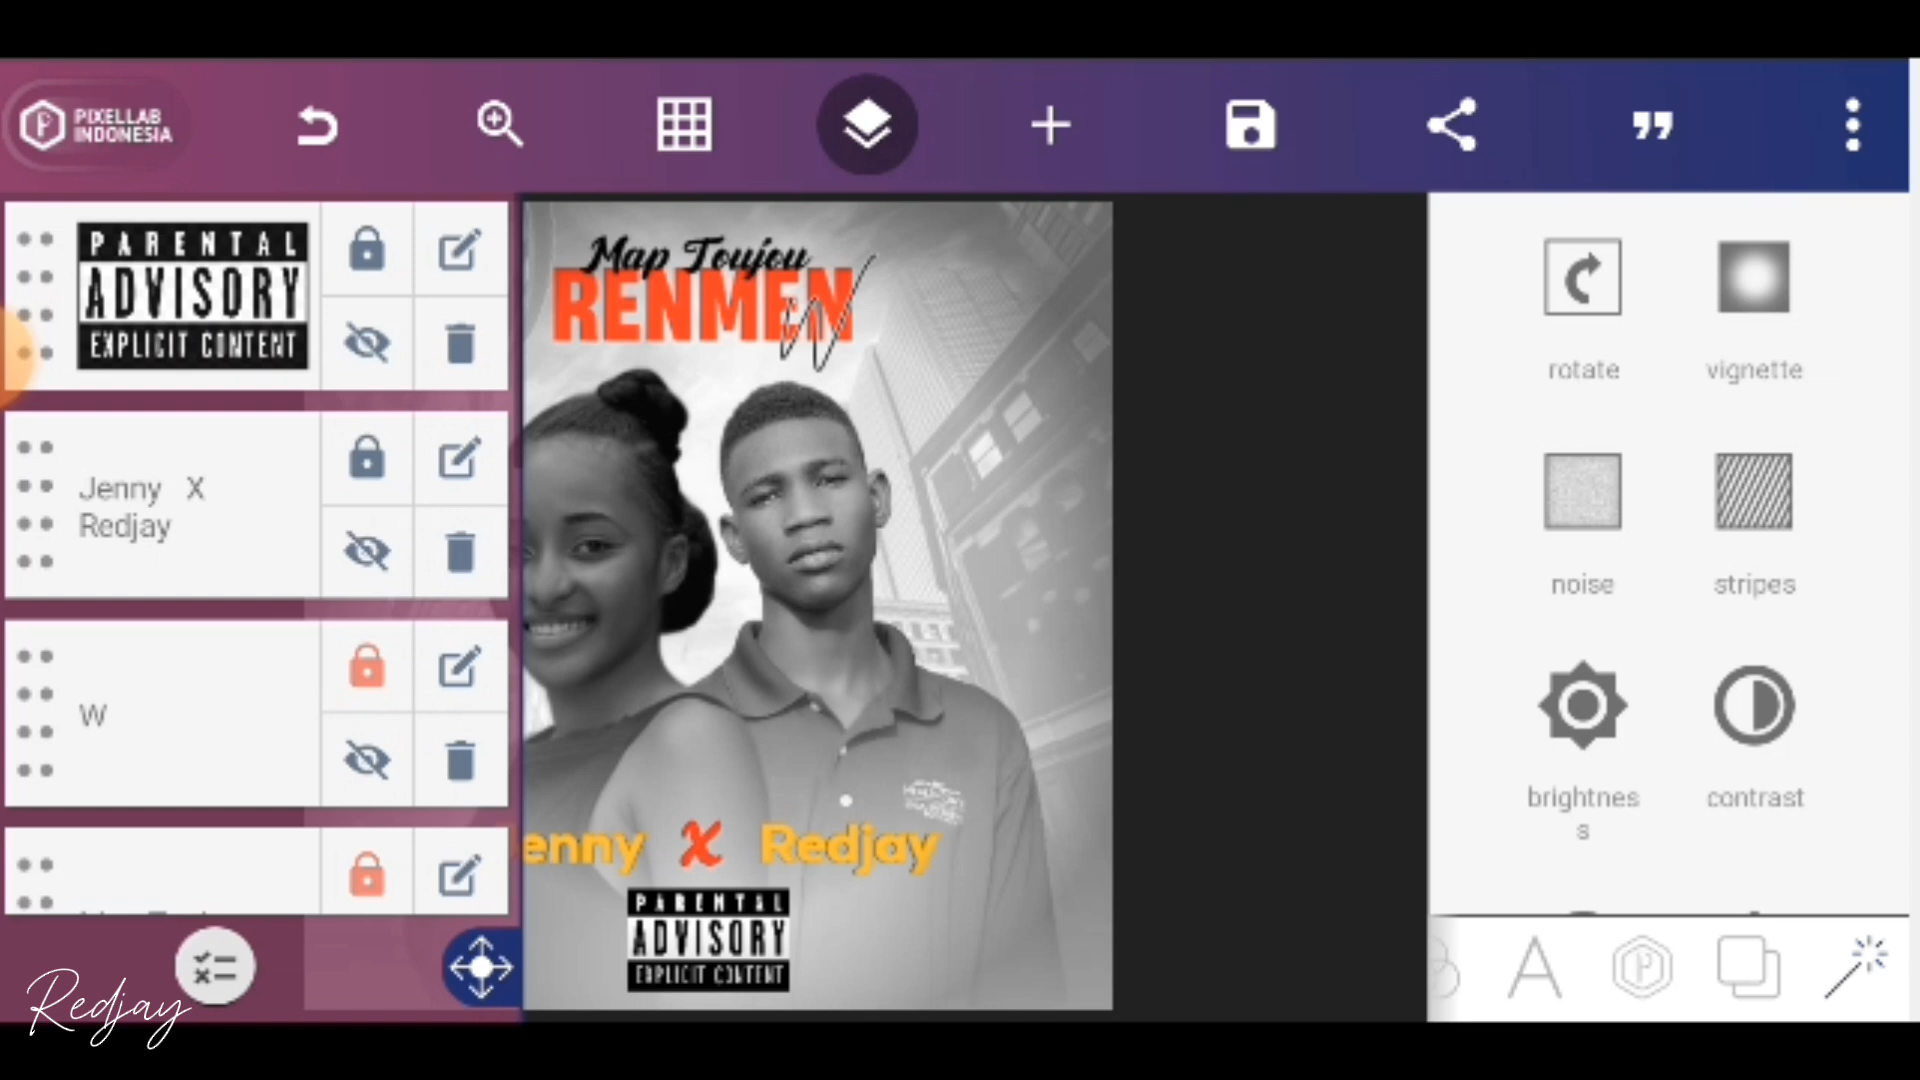 PIXELLAB
INDONESIA
PARENTAL
ADVISORY
EXPLICIT CONTENT
Jenny X
Redjay
W
Map Toujou
RENMEN
W
enny X Redjay
PARENTAL
ADVISORY
EXPLICIT CONTENT
rotate
vignette
noise
stripes
brightnes
s
contrast
Redjay